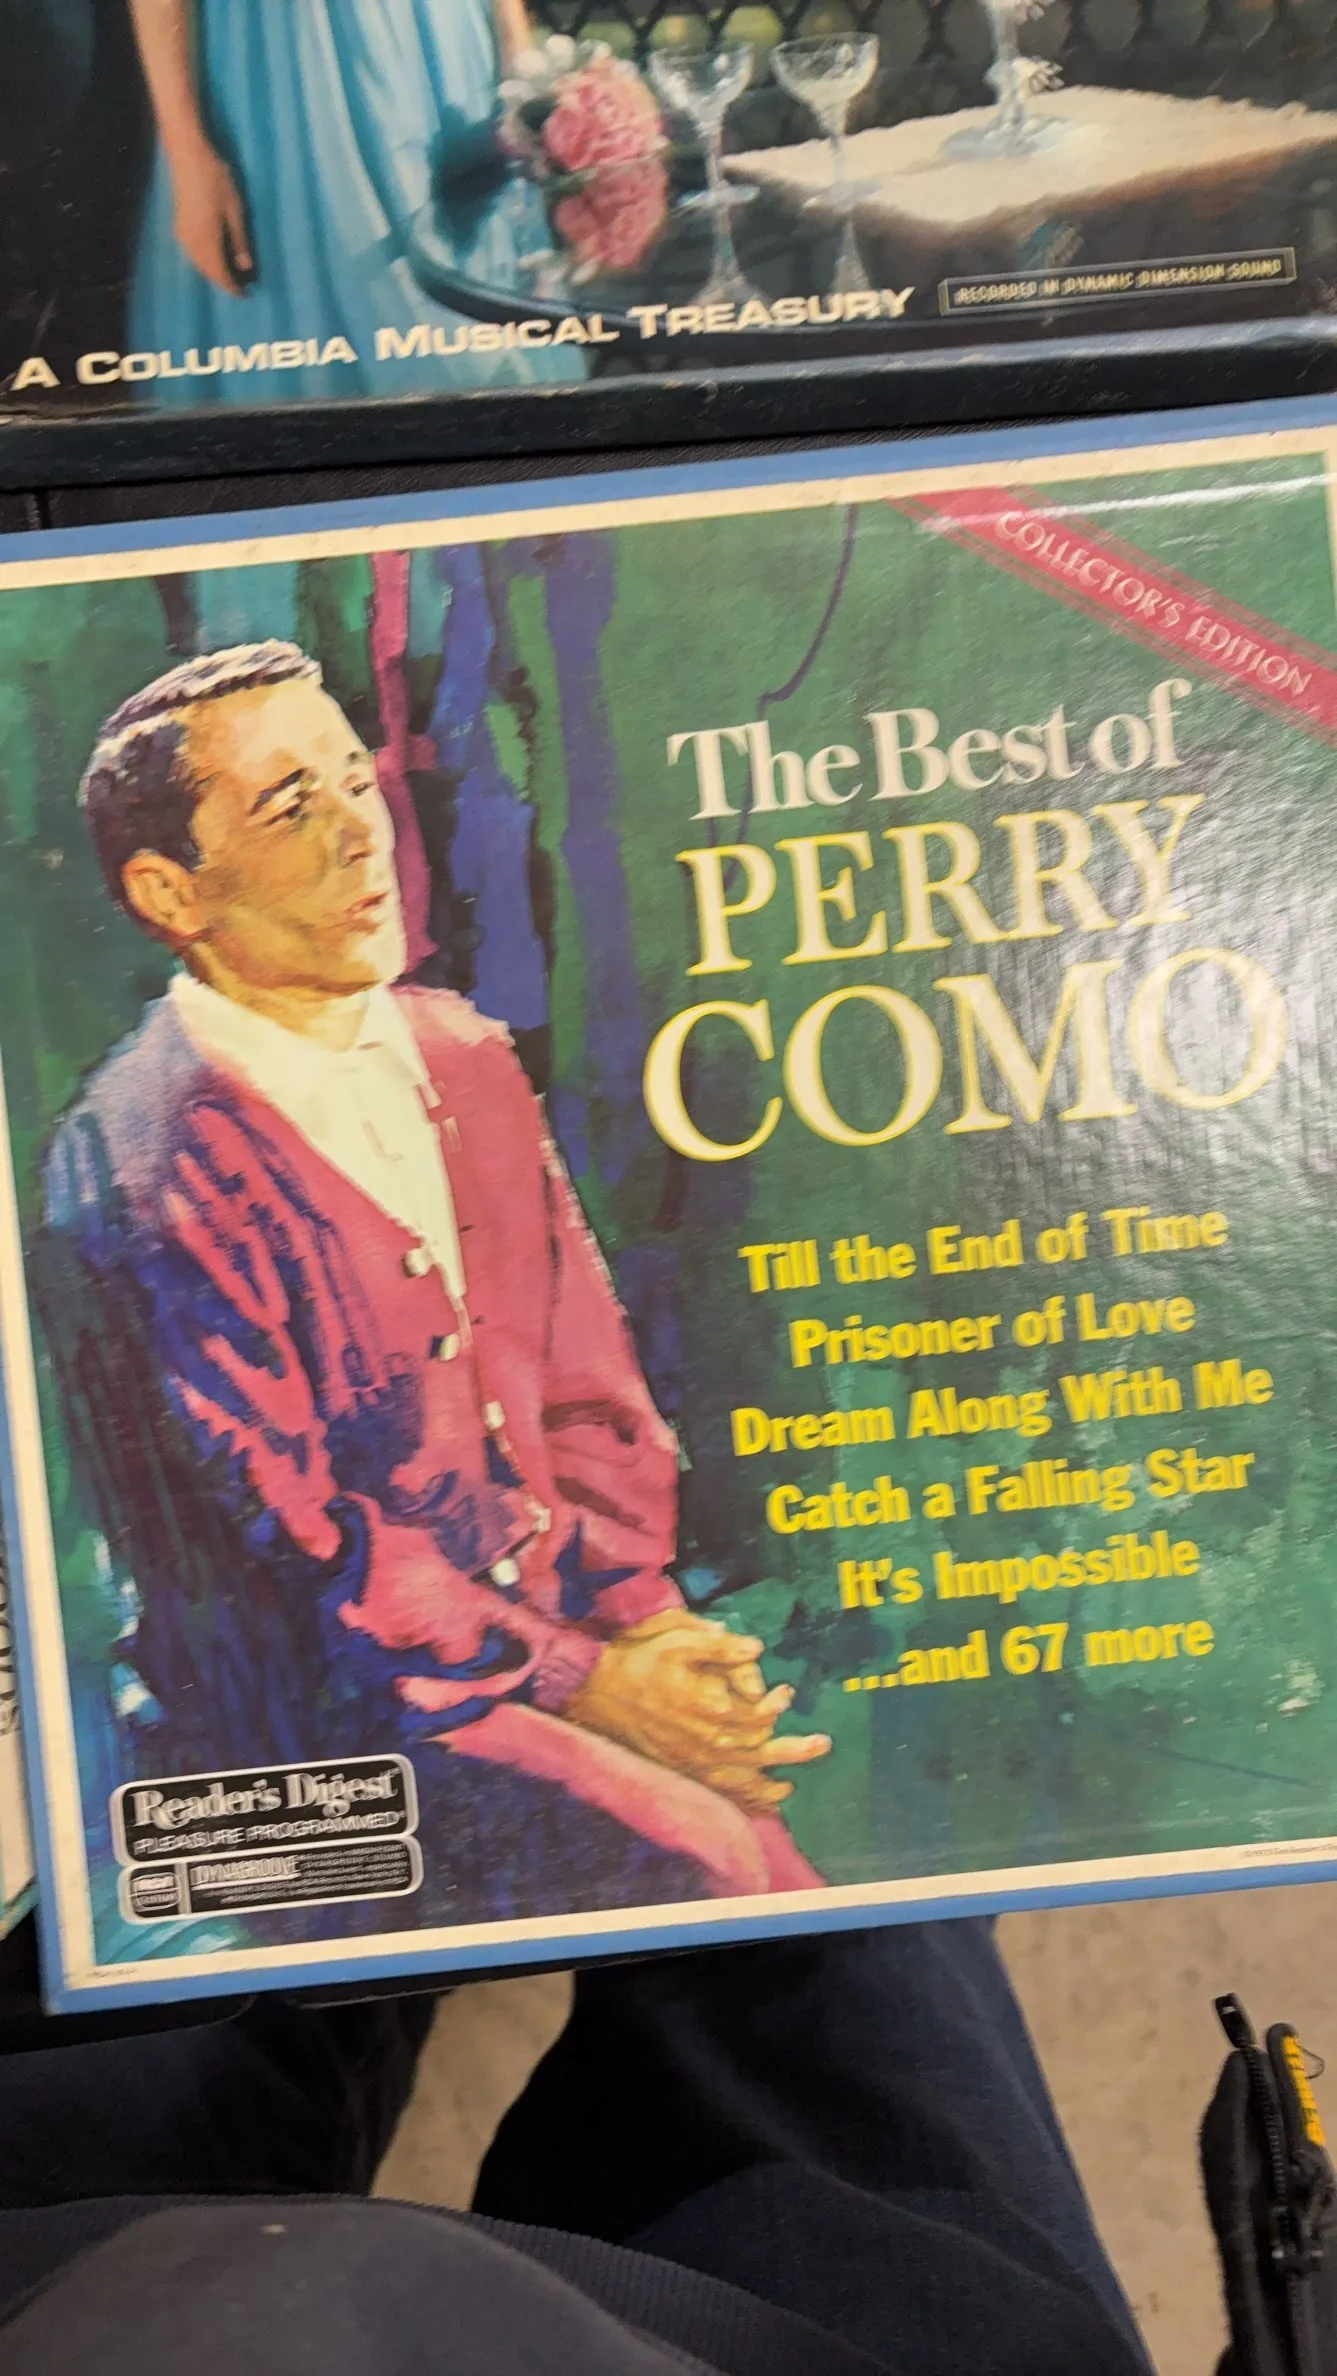 A COLUMBIA MUSICAL TREASURY
RECORDED IN DYNAMIC DIMENSION SOUND
COLLECTOR'S EDITION
The Best of
PERRY
COMO
Till the End of Time
Prisoner of Love
Dream Along With Me
Catch a Falling Star
It's Impossible
...and 67 more
Reader's Digest
PLEASURE PROGRAMMED
RCA
DYNAGROOVE